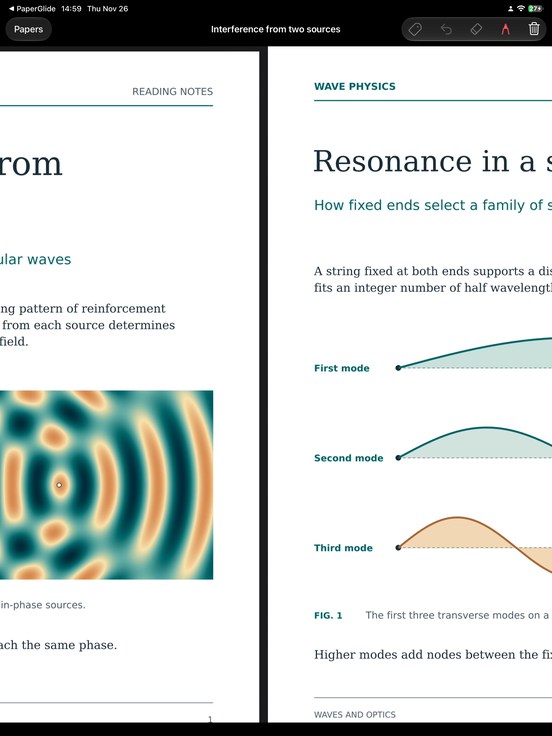 PaperGlide 14:59 Thu Nov 26
27
Papers
Interference from two sources
READING NOTES
rom
ular waves
ng pattern of reinforcement
from each source determines
field.
in-phase sources.
ach the same phase.
1
WAVE PHYSICS
Resonance in a s
How fixed ends select a family of s
A string fixed at both ends supports a dis
fits an integer number of half wavelength
First mode
Second mode
Third mode
FIG. 1 The first three transverse modes on a
Higher modes add nodes between the fix
WAVES AND OPTICS